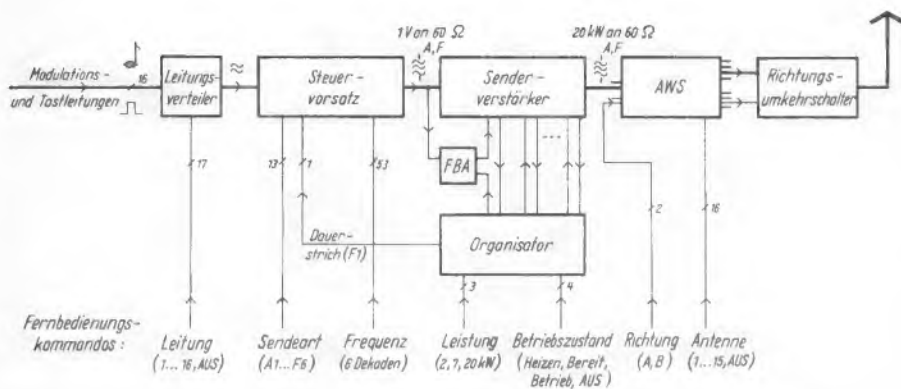 1 V an 60 Ω
A, F
20 kW an 60 Ω
A, F
Modulations -
und Tastleitungen
16
Leitungs-
verteiler
Steuer-
vorsatz
Sender-
verstärker
AWS
Richtungs-
umkehrschalter
17
13
1
53
FBA
2
16
Dauer-
strich (F1)
Organisator
3
4
Fernbedienungs-
kommandos :
Leitung
(1... 16, AUS)
Sendeart
(A1... F6)
Frequenz
(6 Dekaden)
Leistung
(2, 7, 20 kW)
Betriebszustand
(Heizen, Bereit,
Betrieb, AUS)
Richtung
(A, B)
Antenne
(1... 15, AUS)